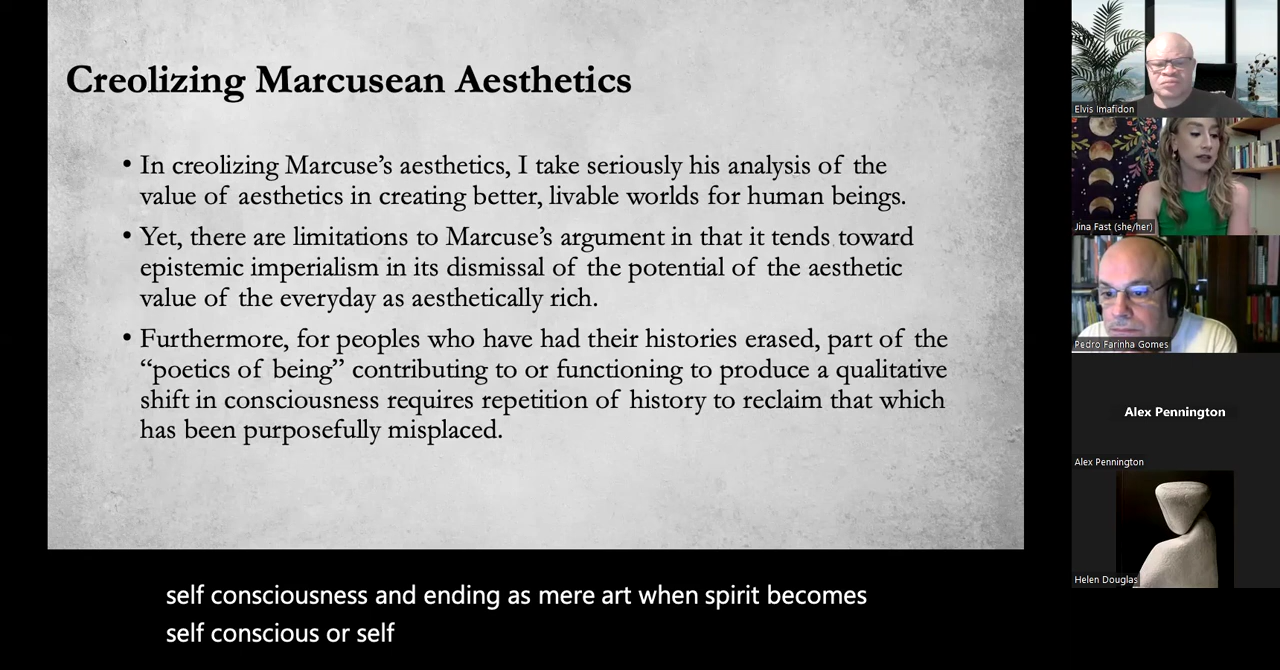 Creolizing Marcusean Aesthetics
• In creolizing Marcuse’s aesthetics, I take seriously his analysis of the
value of aesthetics in creating better, livable worlds for human beings.
• Yet, there are limitations to Marcuse’s argument in that it tends toward
epistemic imperialism in its dismissal of the potential of the aesthetic
value of the everyday as aesthetically rich.
• Furthermore, for peoples who have had their histories erased, part of the
“poetics of being” contributing to or functioning to produce a qualitative
shift in consciousness requires repetition of history to reclaim that which
has been purposefully misplaced.
self consciousness and ending as mere art when spirit becomes
self conscious or self
Elvis Imafidon
Jina Fast (she/her)
Pedro Farinha Gomes
Alex Pennington
Alex Pennington
Helen Douglas